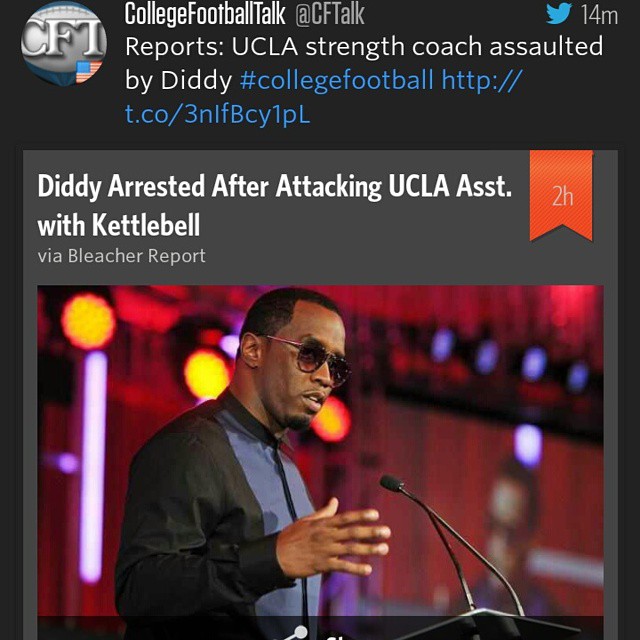 CollegeFootballTalk @CFTalk 14m
CFT
Reports: UCLA strength coach assaulted
by Diddy #collegefootball http://
t.co/3nIfBcy1pL
Diddy Arrested After Attacking UCLA Asst.
with Kettlebell
2h
via Bleacher Report